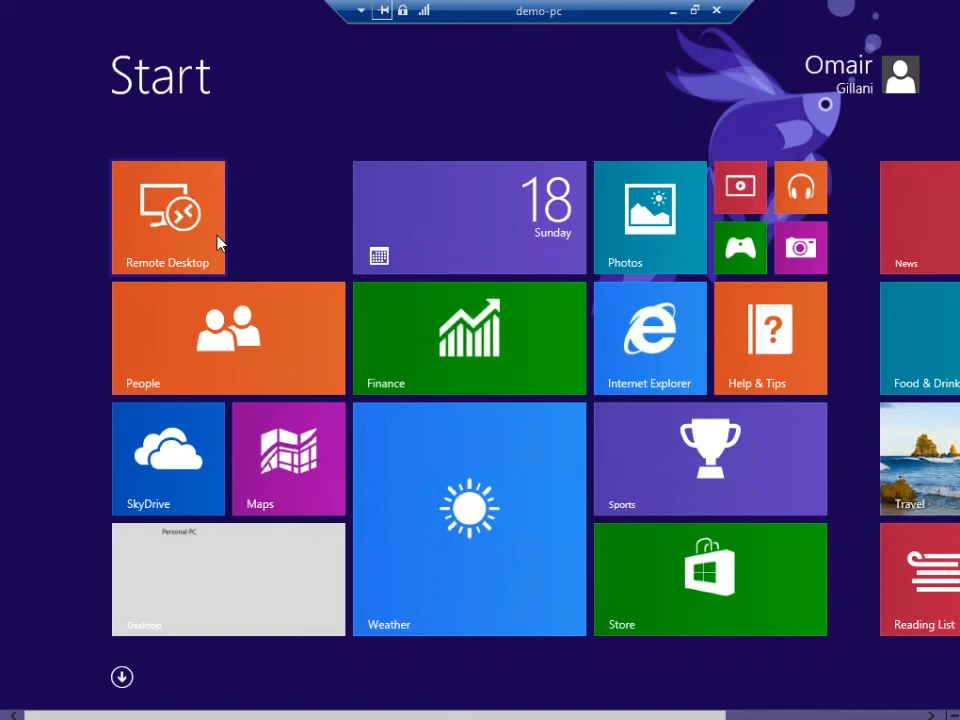 demo-pc
Start
Omair
Gillani
Remote Desktop
18
Sunday
Photos
News
People
Finance
Internet Explorer
Help & Tips
Food & Drink
SkyDrive
Maps
Weather
Sports
Travel
Personal PC
Desktop
Store
Reading List